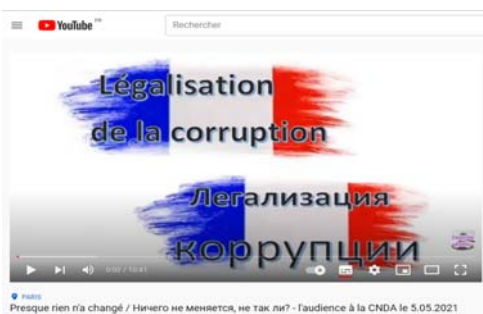 YouTube FR
Rechercher
Légalisation
de la corruption
Легализация
коррупции
0:02 / 10:41
PARIS
Presque rien n'a changé / Ничего не меняется, не так ли? - l'audience à la CNDA le 5.05.2021